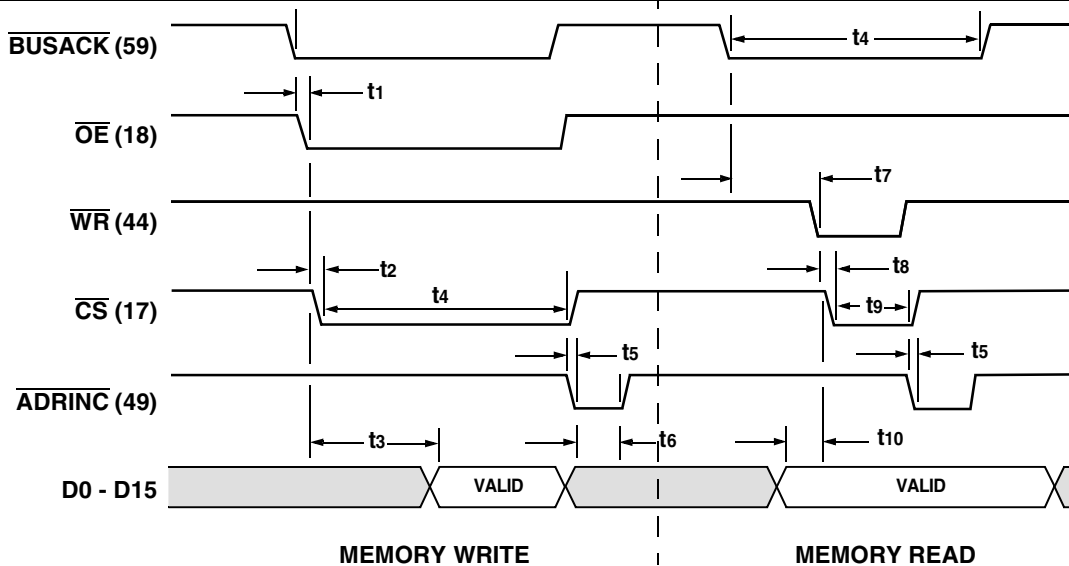 BUSACK (59)
t4
t1
OE (18)
t7
WR (44)
t2
t8
CS (17)
t4
t9
t5
t5
ADRINC (49)
t3
t6
t10
D0 - D15
VALID
VALID
MEMORY WRITE
MEMORY READ